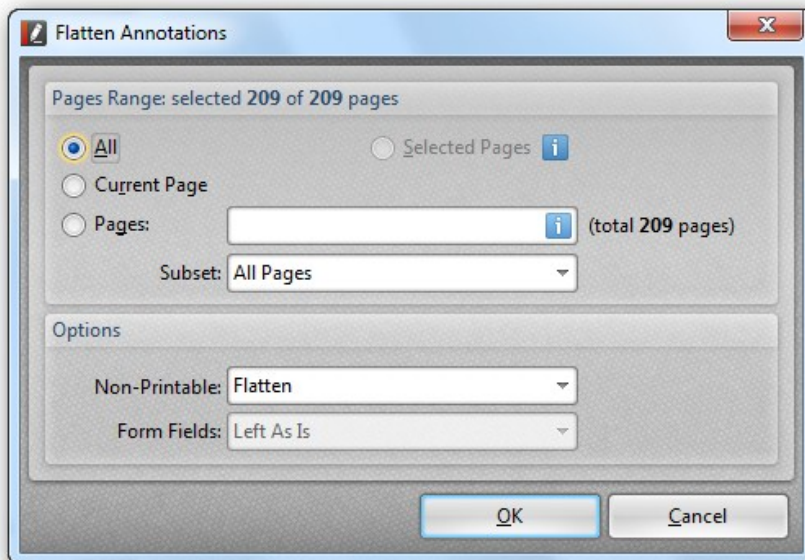 Flatten Annotations
Pages Range: selected 209 of 209 pages
All Selected Pages
Current Page
Pages: (total 209 pages)
Subset: All Pages
Options
Non-Printable: Flatten
Form Fields: Left As Is
OK Cancel